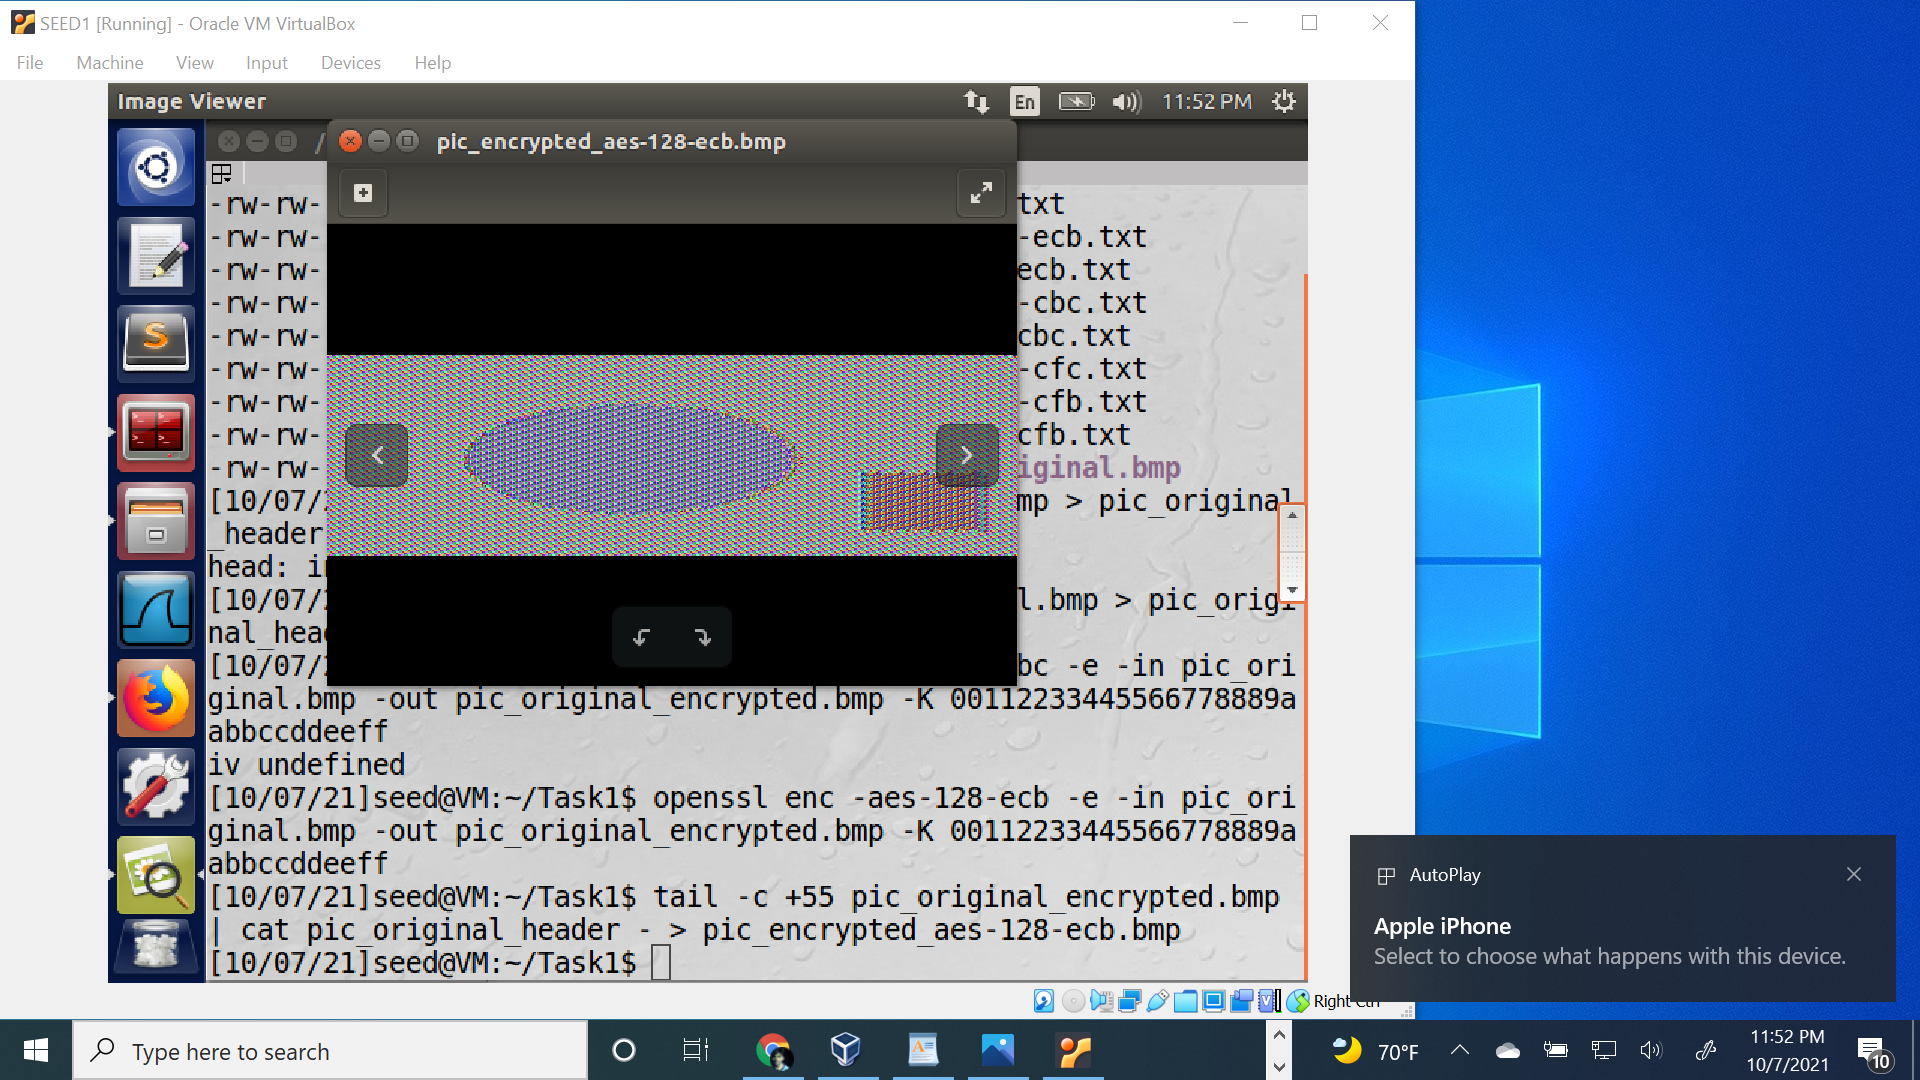 SEED1 [Running] - Oracle VM VirtualBox
File Machine View Input Devices Help
Image Viewer
En
11:52 PM
/
pic_encrypted_aes-128-ecb.bmp
-rw-rw- txt
-rw-rw- -ecb.txt
-rw-rw- ecb.txt
-rw-rw- -cbc.txt
-rw-rw- cbc.txt
-rw-rw- -cfc.txt
-rw-rw- -cfb.txt
-rw-rw- cfb.txt
-rw-rw- iginal.bmp
[10/07/ mp > pic_original
_header
head: i
[10/07/ l.bmp > pic_origi
nal_hea
[10/07/ bc -e -in pic_ori
ginal.bmp -out pic_original_encrypted.bmp -K 00112233445566778889a
abbccddeeff
iv undefined
[10/07/21]seed@VM:~/Task1$ openssl enc -aes-128-ecb -e -in pic_ori
ginal.bmp -out pic_original_encrypted.bmp -K 00112233445566778889a
abbccddeeff
[10/07/21]seed@VM:~/Task1$ tail -c +55 pic_original_encrypted.bmp
| cat pic_original_header - > pic_encrypted_aes-128-ecb.bmp
[10/07/21]seed@VM:~/Task1$
AutoPlay
Apple iPhone
Select to choose what happens with this device.
Right Ctrl
Type here to search
70°F
11:52 PM
10/7/2021
10